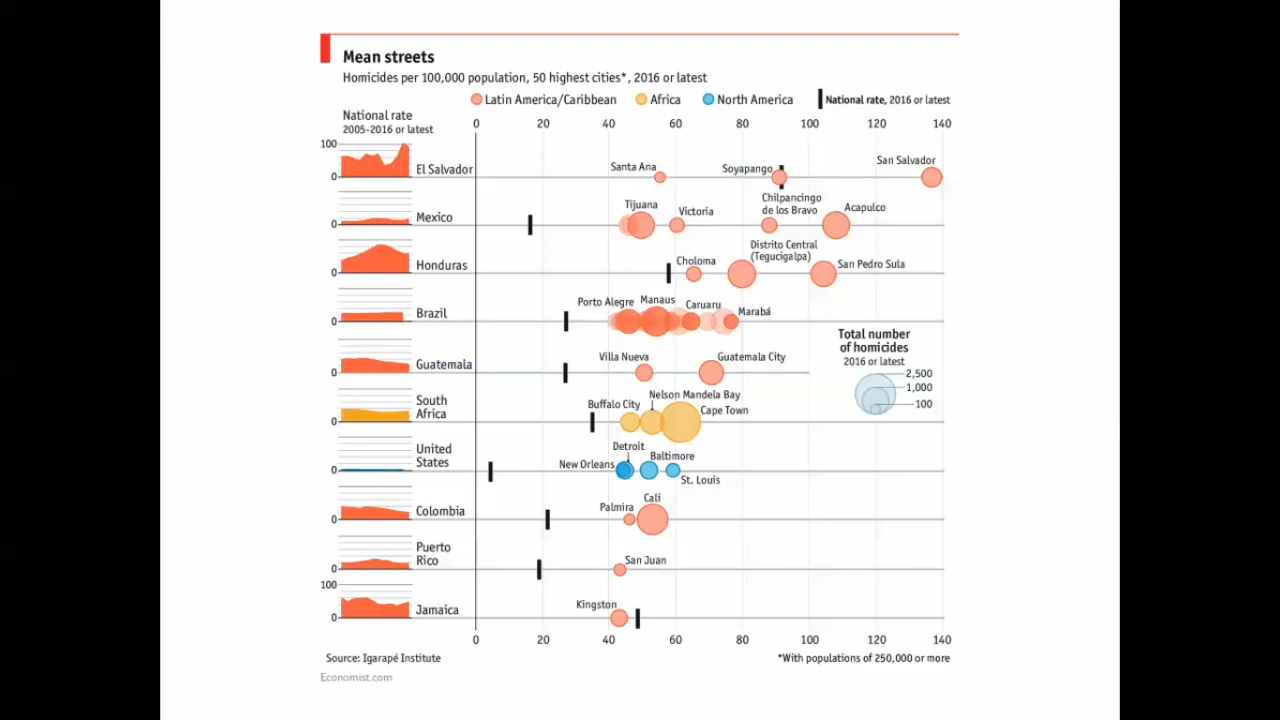 Mean streets
Homicides per 100,000 population, 50 highest cities*, 2016 or latest
Latin America/Caribbean Africa North America National rate, 2016 or latest
National rate
2005-2016 or latest
0 20 40 60 80 100 120 140
100
0
El Salvador
Santa Ana
Soyapango
San Salvador
0
Mexico
Tijuana
Victoria
Chilpancingo
de los Bravo
Acapulco
0
Honduras
Choloma
Distrito Central
(Tegucigalpa)
San Pedro Sula
0
Brazil
Porto Alegre
Manaus
Caruaru
Marabá
Total number
of homicides
2016 or latest
2,500
1,000
100
0
Guatemala
Villa Nueva
Guatemala City
0
South
Africa
Buffalo City
Nelson Mandela Bay
Cape Town
0
United
States
New Orleans
Detroit
Baltimore
St. Louis
0
Colombia
Palmira
Cali
0
Puerto
Rico
San Juan
100
0
Jamaica
Kingston
0 20 40 60 80 100 120 140
Source: Igarapé Institute
*With populations of 250,000 or more
Economist.com